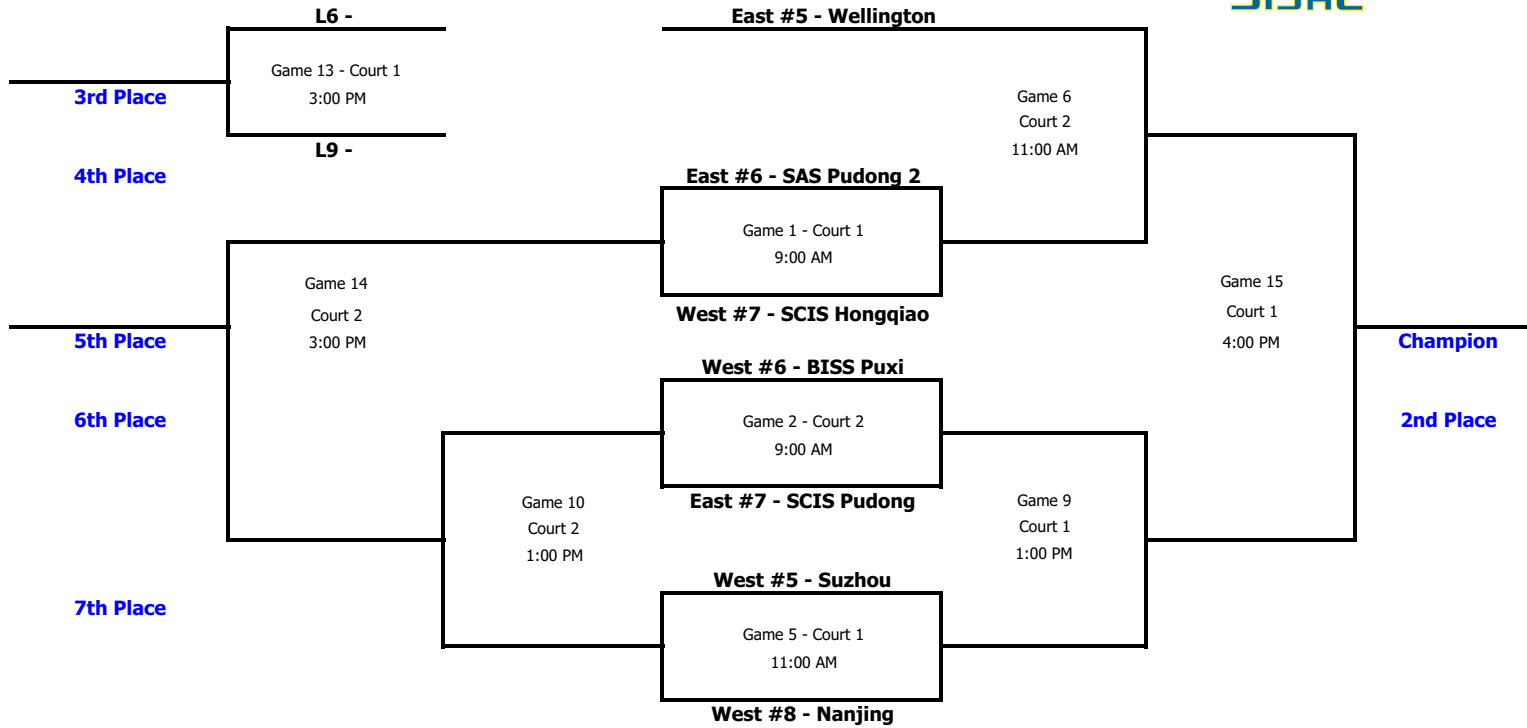 L6 -
East #5 - Wellington
Game 13 - Court 1
3:00 PM
3rd Place
Game 6
Court 2
11:00 AM
L9 -
4th Place
East #6 - SAS Pudong 2
Game 1 - Court 1
9:00 AM
West #7 - SCIS Hongqiao
Game 14
Court 2
3:00 PM
5th Place
Game 15
Court 1
4:00 PM
Champion
West #6 - BISS Puxi
6th Place
Game 2 - Court 2
9:00 AM
2nd Place
East #7 - SCIS Pudong
Game 10
Court 2
1:00 PM
Game 9
Court 1
1:00 PM
West #5 - Suzhou
7th Place
Game 5 - Court 1
11:00 AM
West #8 - Nanjing